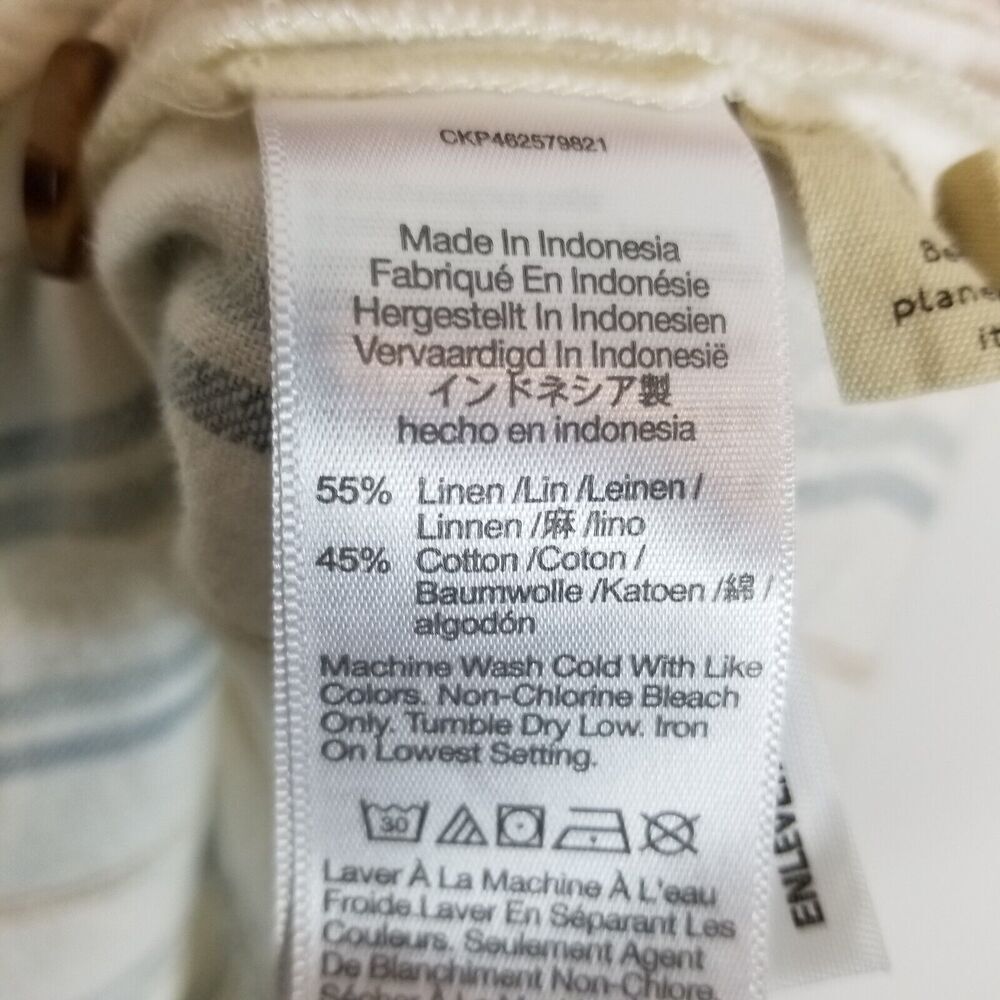 CKP462579821
Made In Indonesia
Fabriqué En Indonésie
Hergestellt In Indonesien
Vervaardigd In Indonesië
インドネシア製
hecho en indonesia
55% Linen /Lin /Leinen /
Linnen /麻 /lino
45% Cotton /Coton /
Baumwolle /Katoen /綿 /
algodón
Machine Wash Cold With Like
Colors. Non-Chlorine Bleach
Only. Tumble Dry Low. Iron
On Lowest Setting.
30
Laver À La Machine À L'eau
Froide.Laver En Séparant Les
Couleurs. Seulement Agent
De Blanchiment Non-Chlore.